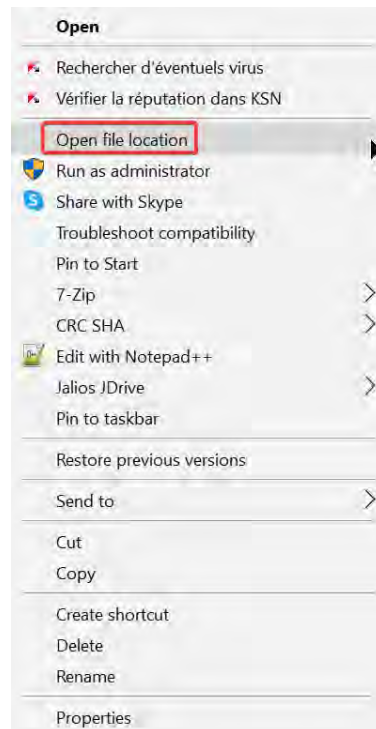 Open
Rechercher d'éventuels virus
Vérifier la réputation dans KSN
Open file location
Run as administrator
Share with Skype
Troubleshoot compatibility
Pin to Start
7-Zip
CRC SHA
Edit with Notepad++
Jalios JDrive
Pin to taskbar
Restore previous versions
Send to
Cut
Copy
Create shortcut
Delete
Rename
Properties